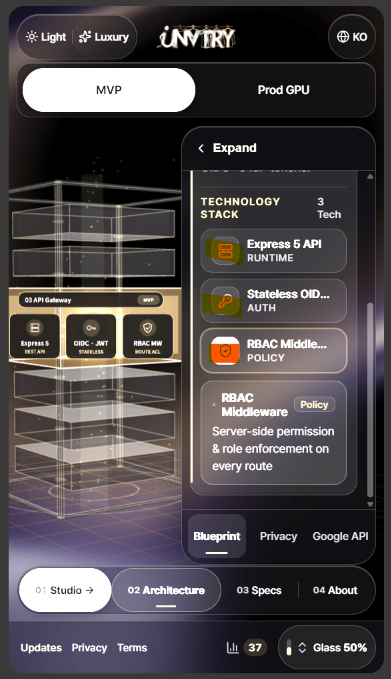 Light
Luxury
iNVTRY
KO
MVP
Prod GPU
Expand
TECHNOLOGY STACK
3 Tech
Express 5 API
RUNTIME
Stateless OID...
AUTH
RBAC Middle...
POLICY
RBAC Middleware
Policy
Server-side permission
& role enforcement on
every route
03 API Gateway
MVP
Express 5
REST API
OIDC · JWT
STATELESS
RBAC MW
ROUTE ACL
Blueprint
Privacy
Google API
01 Studio →
02 Architecture
03 Specs
04 About
Updates
Privacy
Terms
37
Glass 50%